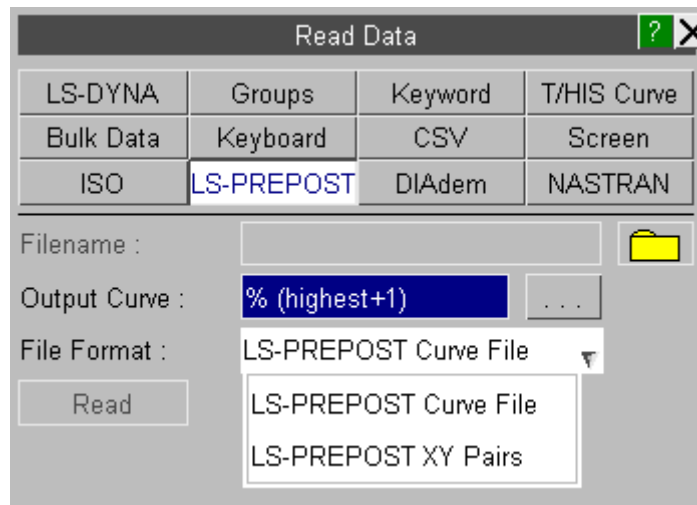 Read Data ? X
LS-DYNA Groups Keyword T/HIS Curve
Bulk Data Keyboard CSV Screen
ISO LS-PREPOST DIAdem NASTRAN
Filename :
Output Curve : % (highest+1) . . .
File Format : LS-PREPOST Curve File
Read LS-PREPOST Curve File
LS-PREPOST XY Pairs